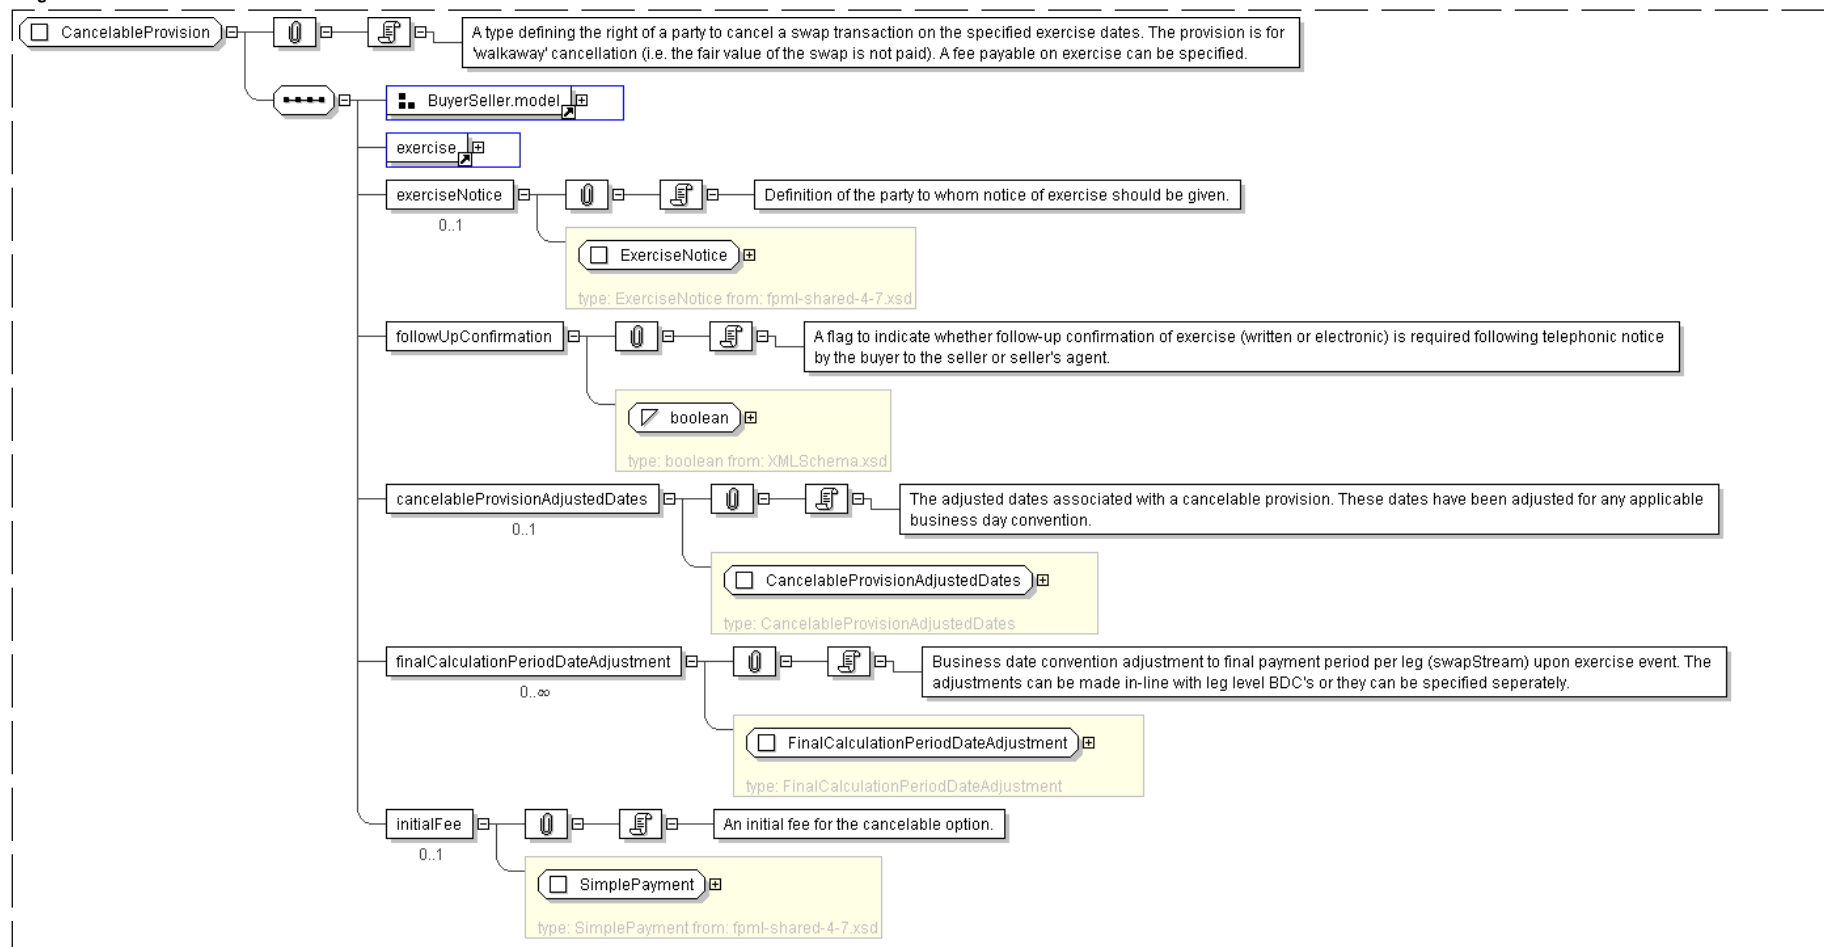 CancelableProvision
A type defining the right of a party to cancel a swap transaction on the specified exercise dates. The provision is for
'walkaway' cancellation (i.e. the fair value of the swap is not paid). A fee payable on exercise can be specified.
BuyerSeller.model
exercise
exerciseNotice
Definition of the party to whom notice of exercise should be given.
0..1
ExerciseNotice
type: ExerciseNotice from: fpml-shared-4-7.xsd
followUpConfirmation
A flag to indicate whether follow-up confirmation of exercise (written or electronic) is required following telephonic notice
by the buyer to the seller or seller's agent.
boolean
type: boolean from: XMLSchema.xsd
cancelableProvisionAdjustedDates
The adjusted dates associated with a cancelable provision. These dates have been adjusted for any applicable
business day convention.
0..1
CancelableProvisionAdjustedDates
type: CancelableProvisionAdjustedDates
finalCalculationPeriodDateAdjustment
Business date convention adjustment to final payment period per leg (swapStream) upon exercise event. The
adjustments can be made in-line with leg level BDC's or they can be specified seperately.
0..∞
FinalCalculationPeriodDateAdjustment
type: FinalCalculationPeriodDateAdjustment
initialFee
An initial fee for the cancelable option.
0..1
SimplePayment
type: SimplePayment from: fpml-shared-4-7.xsd